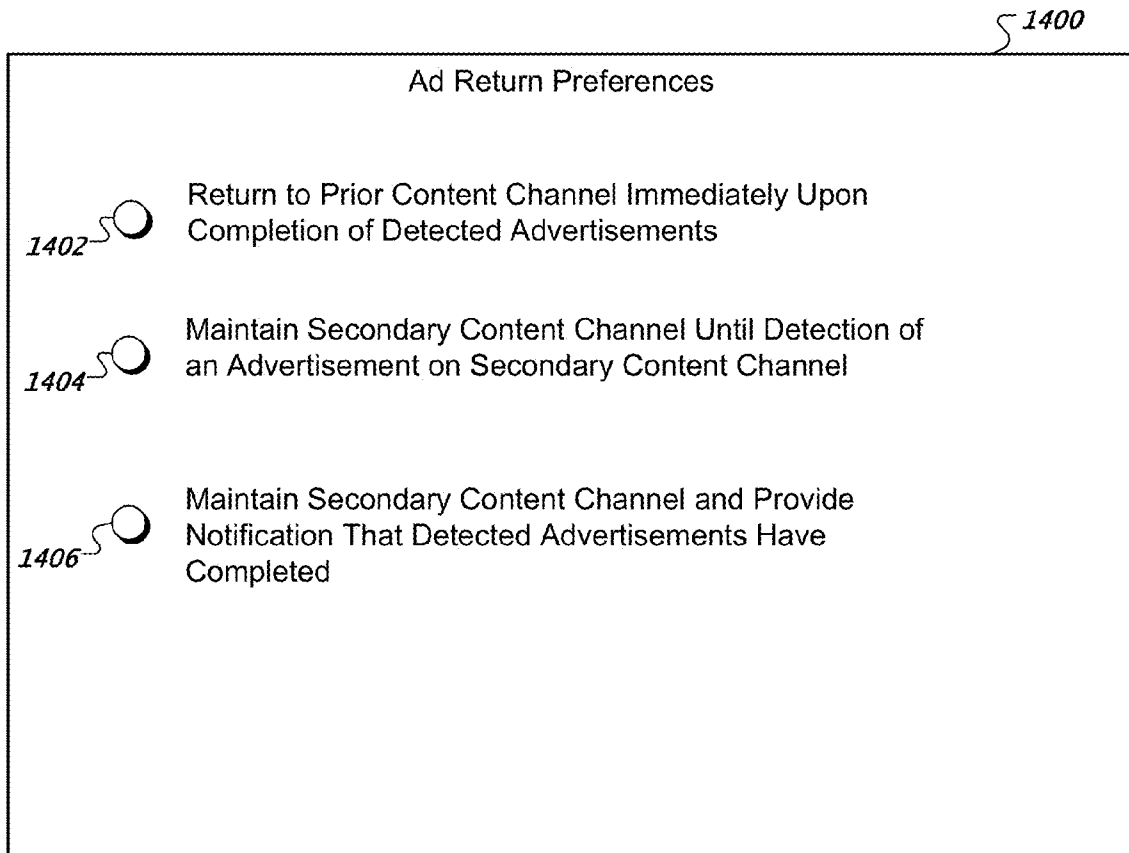 1400
Ad Return Preferences
Return to Prior Content Channel Immediately Upon
Completion of Detected Advertisements
1402
Maintain Secondary Content Channel Until Detection of
an Advertisement on Secondary Content Channel
1404
Maintain Secondary Content Channel and Provide
Notification That Detected Advertisements Have
Completed
1406